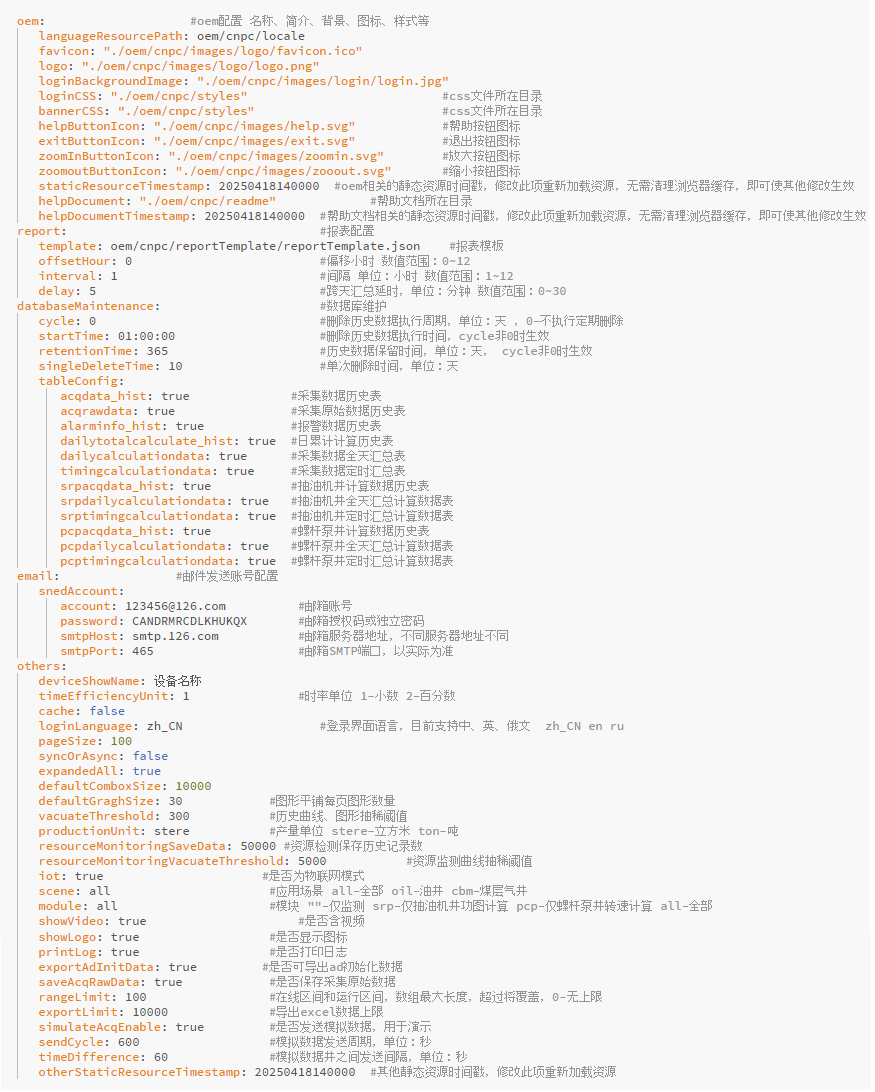 oem:                    #oem配置 名称、简介、背景、图标、样式等
   languageResourcePath: oem/cnpc/locale
   favicon: "./oem/cnpc/images/logo/favicon.ico"
   logo: "./oem/cnpc/images/logo/logo.png"
   loginBackgroundImage: "./oem/cnpc/images/login/login.jpg"
   loginCSS: "./oem/cnpc/styles"                           #css文件所在目录
   bannerCSS: "./oem/cnpc/styles"                          #css文件所在目录
   helpButtonIcon: "./oem/cnpc/images/help.svg"            #帮助按钮图标
   exitButtonIcon: "./oem/cnpc/images/exit.svg"            #退出按钮图标
   zoomInButtonIcon: "./oem/cnpc/images/zoomin.svg"        #放大按钮图标
   zoomoutButtonIcon: "./oem/cnpc/images/zooout.svg"       #缩小按钮图标
   staticResourceTimestamp: 20250418140000  #oem相关的静态资源时间戳，修改此项重新加载资源，无需清理浏览器缓存，即可使其他修改生效
   helpDocument: "./oem/cnpc/readme"             #帮助文档所在目录
   helpDocumentTimestamp: 20250418140000  #帮助文档相关的静态资源时间戳，修改此项重新加载资源，无需清理浏览器缓存，即可使其他修改生效
report:                                   #报表配置
   template: oem/cnpc/reportTemplate/reportTemplate.json    #报表模板
   offsetHour: 0                          #偏移小时 数值范围：0~12
   interval: 1                            #间隔 单位：小时 数值范围：1~12
   delay: 5                               #跨天汇总延时，单位：分钟 数值范围：0~30
databaseMaintenance:                      #数据库维护
   cycle: 0                               #删除历史数据执行周期，单位：天 ，0-不执行定期删除
   startTime: 01:00:00                    #删除历史数据执行时间，cycle非0时生效
   retentionTime: 365                     #历史数据保留时间，单位：天， cycle非0时生效
   singleDeleteTime: 10                   #单次删除时间，单位：天
   tableConfig:
      acqdata_hist: true              #采集数据历史表
      acqrawdata: true                #采集原始数据历史表
      alarminfo_hist: true            #报警数据历史表
      dailytotalcalculate_hist: true  #日累计计算历史表
      dailycalculationdata: true      #采集数据全天汇总表
      timingcalculationdata: true     #采集数据定时汇总表
      srpacqdata_hist: true           #抽油机井计算数据历史表
      srpdailycalculationdata: true   #抽油机井全天汇总计算数据表
      srptimingcalculationdata: true  #抽油机井定时汇总计算数据表
      pcpacqdata_hist: true           #螺杆泵井计算数据历史表
      pcpdailycalculationdata: true   #螺杆泵井全天汇总计算数据表
      pcptimingcalculationdata: true  #螺杆泵井定时汇总计算数据表
email:                #邮件发送账号配置
   snedAccount:
      account: 123456@126.com          #邮箱账号
      password: CANDRMRCDLKHUKQX       #邮箱授权码或独立密码
      smtpHost: smtp.126.com           #邮箱服务器地址，不同服务器地址不同
      smtpPort: 465                    #邮箱SMTP端口，以实际为准
others:
   deviceShowName: 设备名称
   timeEfficiencyUnit: 1               #时率单位 1-小数 2-百分数
   cache: false
   loginLanguage: zh_CN                   #登录界面语言，目前支持中、英、俄文  zh_CN en ru
   pageSize: 100
   syncOrAsync: false
   expandedAll: true
   defaultComboxSize: 10000
   defaultGraghSize: 30            #图形平铺每页图形数量
   vacuateThreshold: 300           #历史曲线、图形抽稀阈值
   productionUnit: stere           #产量单位 stere-立方米 ton-吨
   resourceMonitoringSaveData: 50000 #资源检测保存历史记录数
   resourceMonitoringVacuateThreshold: 5000           #资源监测曲线抽稀阈值
   iot: true                      #是否为物联网模式
   scene: all                      #应用场景 all-全部 oil-油井 cbm-煤层气井
   module: all                     #模块 ""-仅监测 srp-仅抽油机井功图计算 pcp-仅螺杆泵井转速计算 all-全部
   showVideo: true                     #是否含视频
   showLogo: true                  #是否显示图标
   printLog: true                  #是否打印日志
   exportAdInitData: true         #是否可导出ad初始化数据
   saveAcqRawData: true            #是否保存采集原始数据
   rangeLimit: 100                 #在线区间和运行区间，数组最大长度，超过将覆盖，0-无上限
   exportLimit: 10000              #导出excel数据上限
   simulateAcqEnable: true         #是否发送模拟数据，用于演示
   sendCycle: 600                  #模拟数据发送周期，单位：秒
   timeDifference: 60              #模拟数据井之间发送间隔，单位：秒
   otherStaticResourceTimestamp: 20250418140000  #其他静态资源时间戳，修改此项重新加载资源